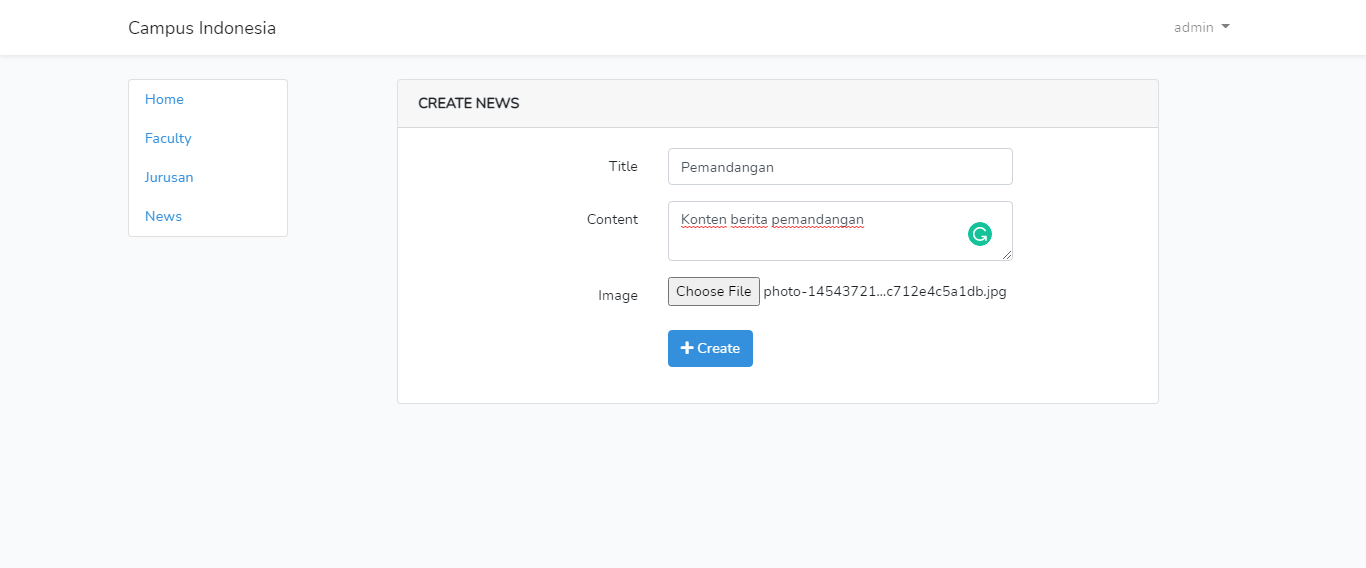 Campus Indonesia
admin
Home
Faculty
Jurusan
News
CREATE NEWS
Title
Pemandangan
Content
Konten berita pemandangan
Image
Choose File photo-14543721...c712e4c5a1db.jpg
Create